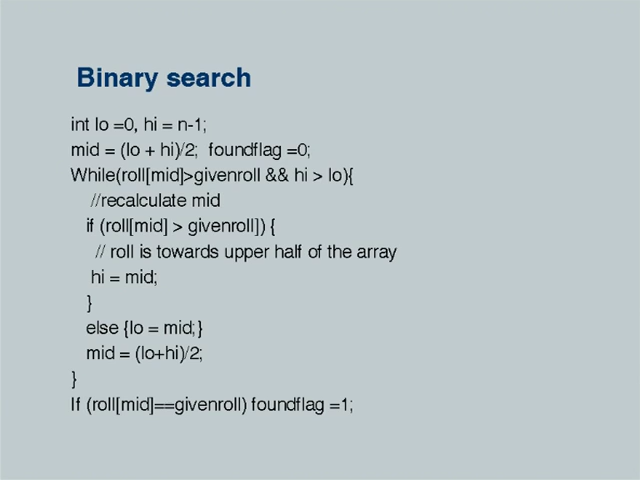 Binary search
int lo =0, hi = n-1;
mid = (lo + hi)/2;  foundflag =0;
While(roll[mid]>givenroll && hi > lo){
//recalculate mid
if (roll[mid] > givenroll]) {
// roll is towards upper half of the array
hi = mid;
}
else {lo = mid;}
mid = (lo+hi)/2;
}
If (roll[mid]==givenroll) foundflag =1;